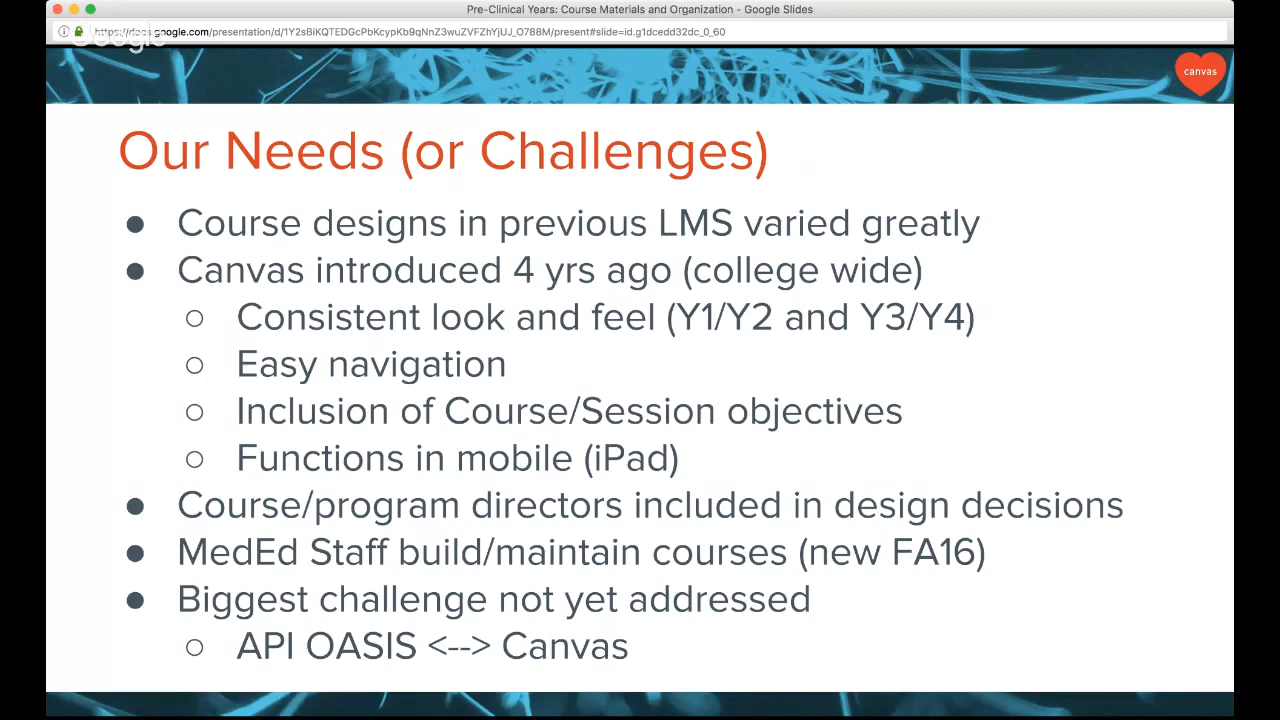 Pre-Clinical Years: Course Materials and Organization - Google Slides
https://docs.google.com/presentation/d/1Y2sBiKQTEDGcPbKcypKb9qNnZ3wuZVFZhYjUJ_O788M/present#slide=id.g1dcedd32dc_0_60
Google
canvas
Our Needs (or Challenges)
● Course designs in previous LMS varied greatly
● Canvas introduced 4 yrs ago (college wide)
○ Consistent look and feel (Y1/Y2 and Y3/Y4)
○ Easy navigation
○ Inclusion of Course/Session objectives
○ Functions in mobile (iPad)
● Course/program directors included in design decisions
● MedEd Staff build/maintain courses (new FA16)
● Biggest challenge not yet addressed
○ API OASIS <--> Canvas